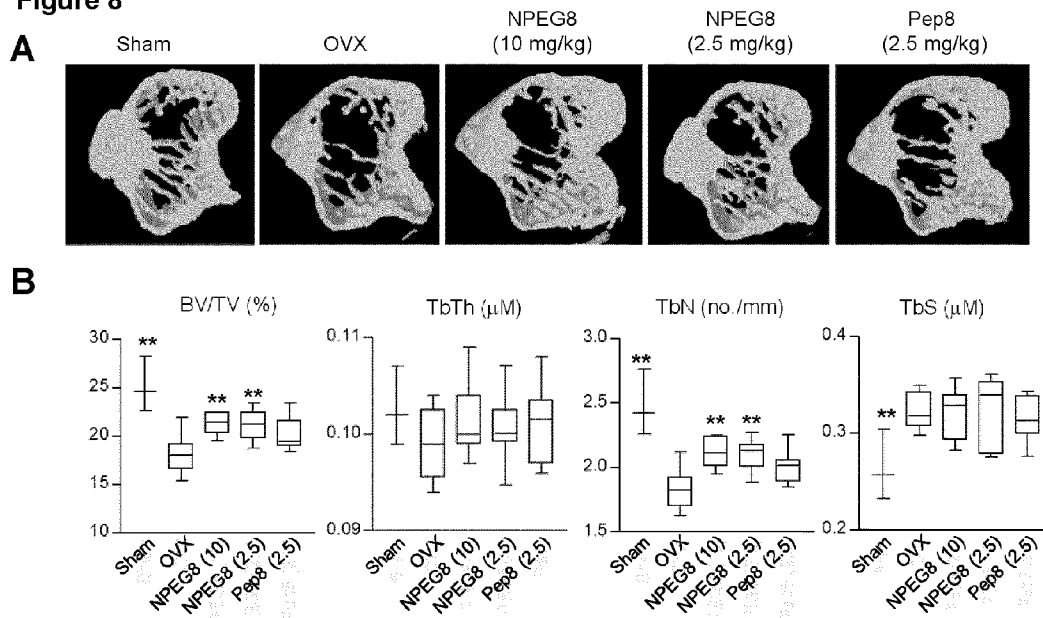 Figure 8
A
Sham
OVX
NPEG8
(10 mg/kg)
NPEG8
(2.5 mg/kg)
Pep8
(2.5 mg/kg)
B
BV/TV (%)
30
25
20
15
10
**
**
**
Sham
OVX
NPEG8 (10)
NPEG8 (2.5)
Pep8 (2.5)
TbTh (μM)
0.11
0.10
0.09
Sham
OVX
NPEG8 (10)
NPEG8 (2.5)
Pep8 (2.5)
TbN (no./mm)
3.0
2.5
2.0
1.5
**
**
**
Sham
OVX
NPEG8 (10)
NPEG8 (2.5)
Pep8 (2.5)
TbS (μM)
0.4
0.3
0.2
**
Sham
OVX
NPEG8 (10)
NPEG8 (2.5)
Pep8 (2.5)